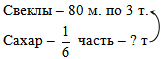 Свеклы – 80 м. по 3 т.
Сахар – 1/6 часть – ? т